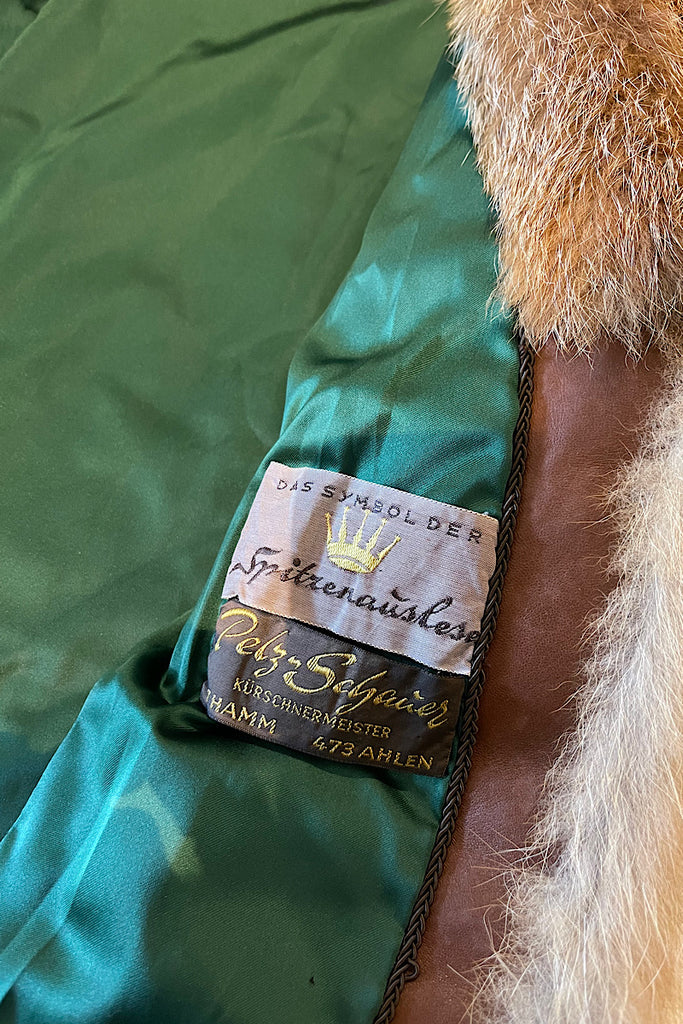 DAS SYMBOL DER
Spitzenauslese
Pelz-Schauer
KÜRSCHNERMEISTER
HAMM 473 AHLEN